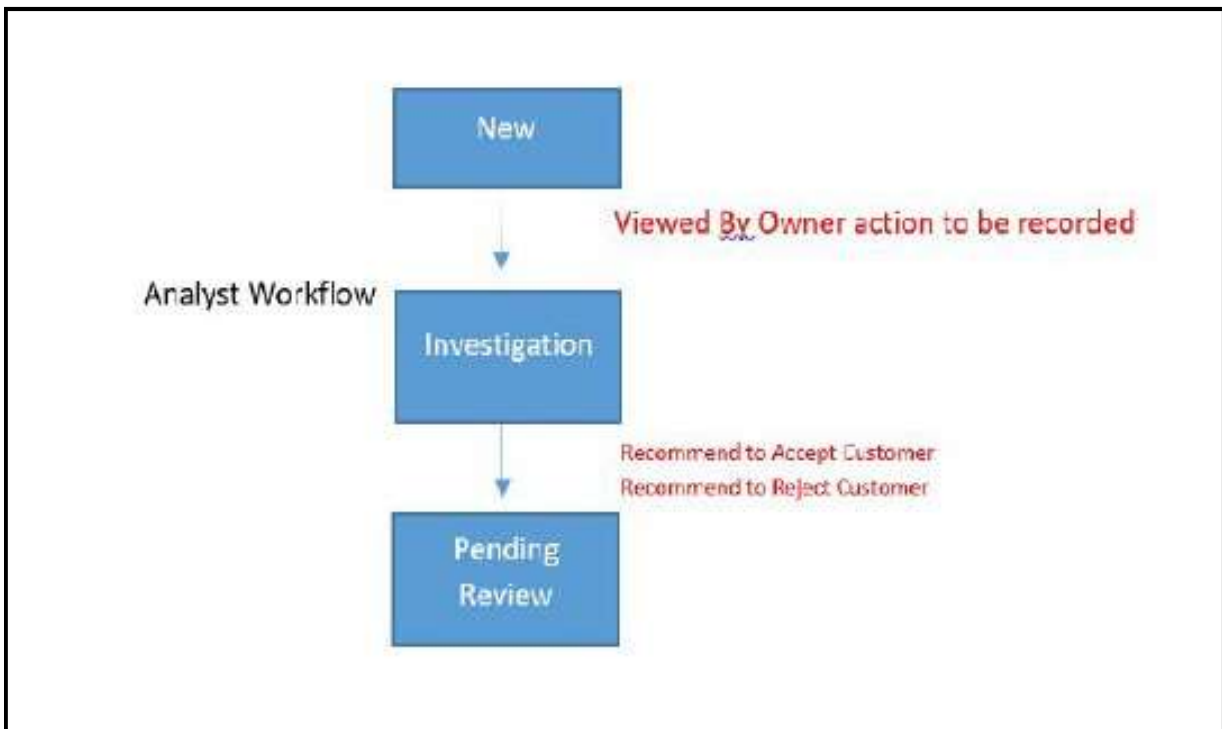 New
Viewed By Owner action to be recorded
Analyst Workflow
Investigation
Recommend to Accept Customer
Recommend to Reject Customer
Pending
Review